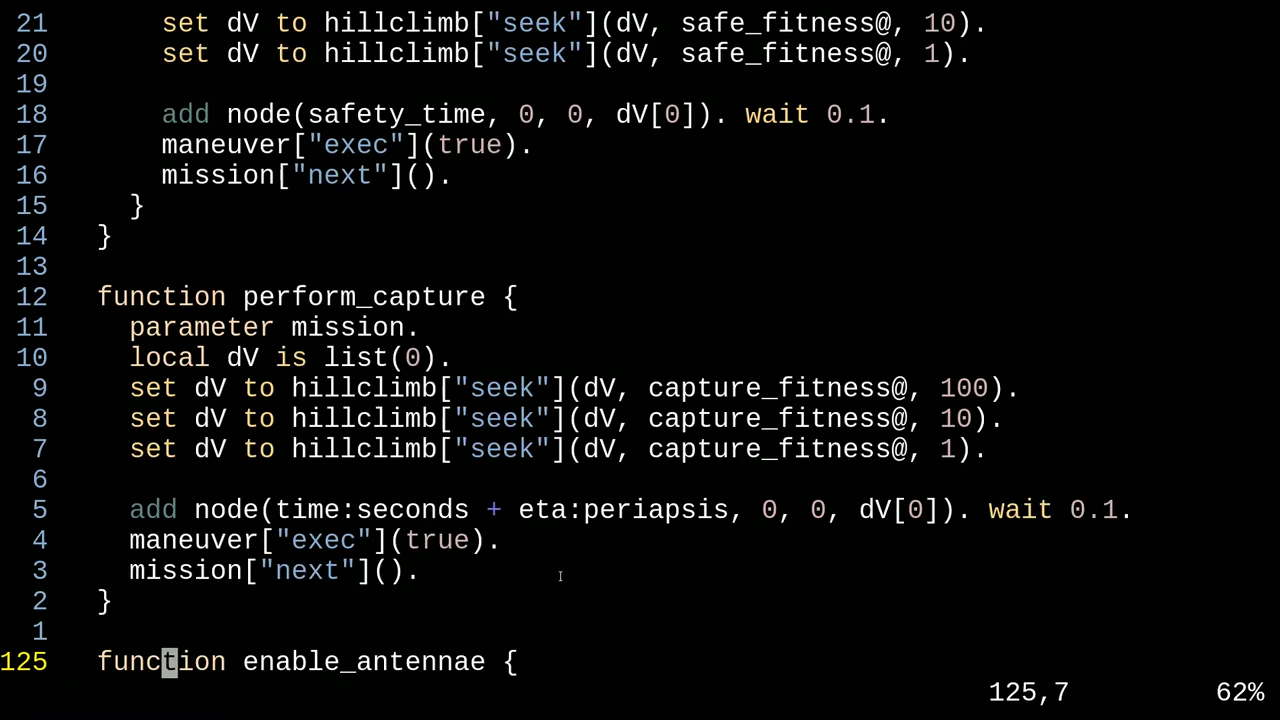 21 set dV to hillclimb["seek"](dV, safe_fitness@, 10).
20 set dV to hillclimb["seek"](dV, safe_fitness@, 1).
19
18 add node(safety_time, 0, 0, dV[0]). wait 0.1.
17 maneuver["exec"](true).
16 mission["next"]().
15 }
14 }
13
12 function perform_capture {
11 parameter mission.
10 local dV is list(0).
9 set dV to hillclimb["seek"](dV, capture_fitness@, 100).
8 set dV to hillclimb["seek"](dV, capture_fitness@, 10).
7 set dV to hillclimb["seek"](dV, capture_fitness@, 1).
6
5 add node(time:seconds + eta:periapsis, 0, 0, dV[0]). wait 0.1.
4 maneuver["exec"](true).
3 mission["next"]().
2 }
1
125 function enable_antennae {
125,7 62%